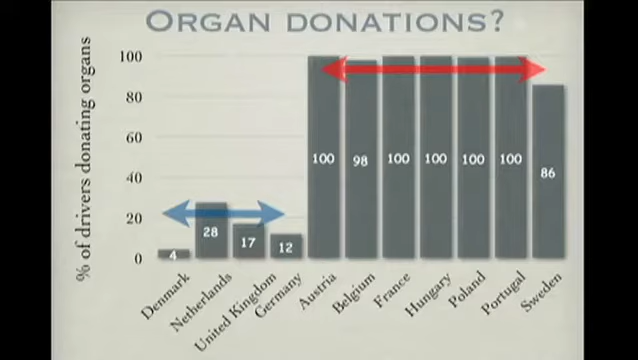 ORGAN DONATIONS?
% of drivers donating organs
100
80
60
40
20
0
4
28
17
12
100
98
100
100
100
100
86
Denmark
Netherlands
United Kingdom
Germany
Austria
Belgium
France
Hungary
Poland
Portugal
Sweden